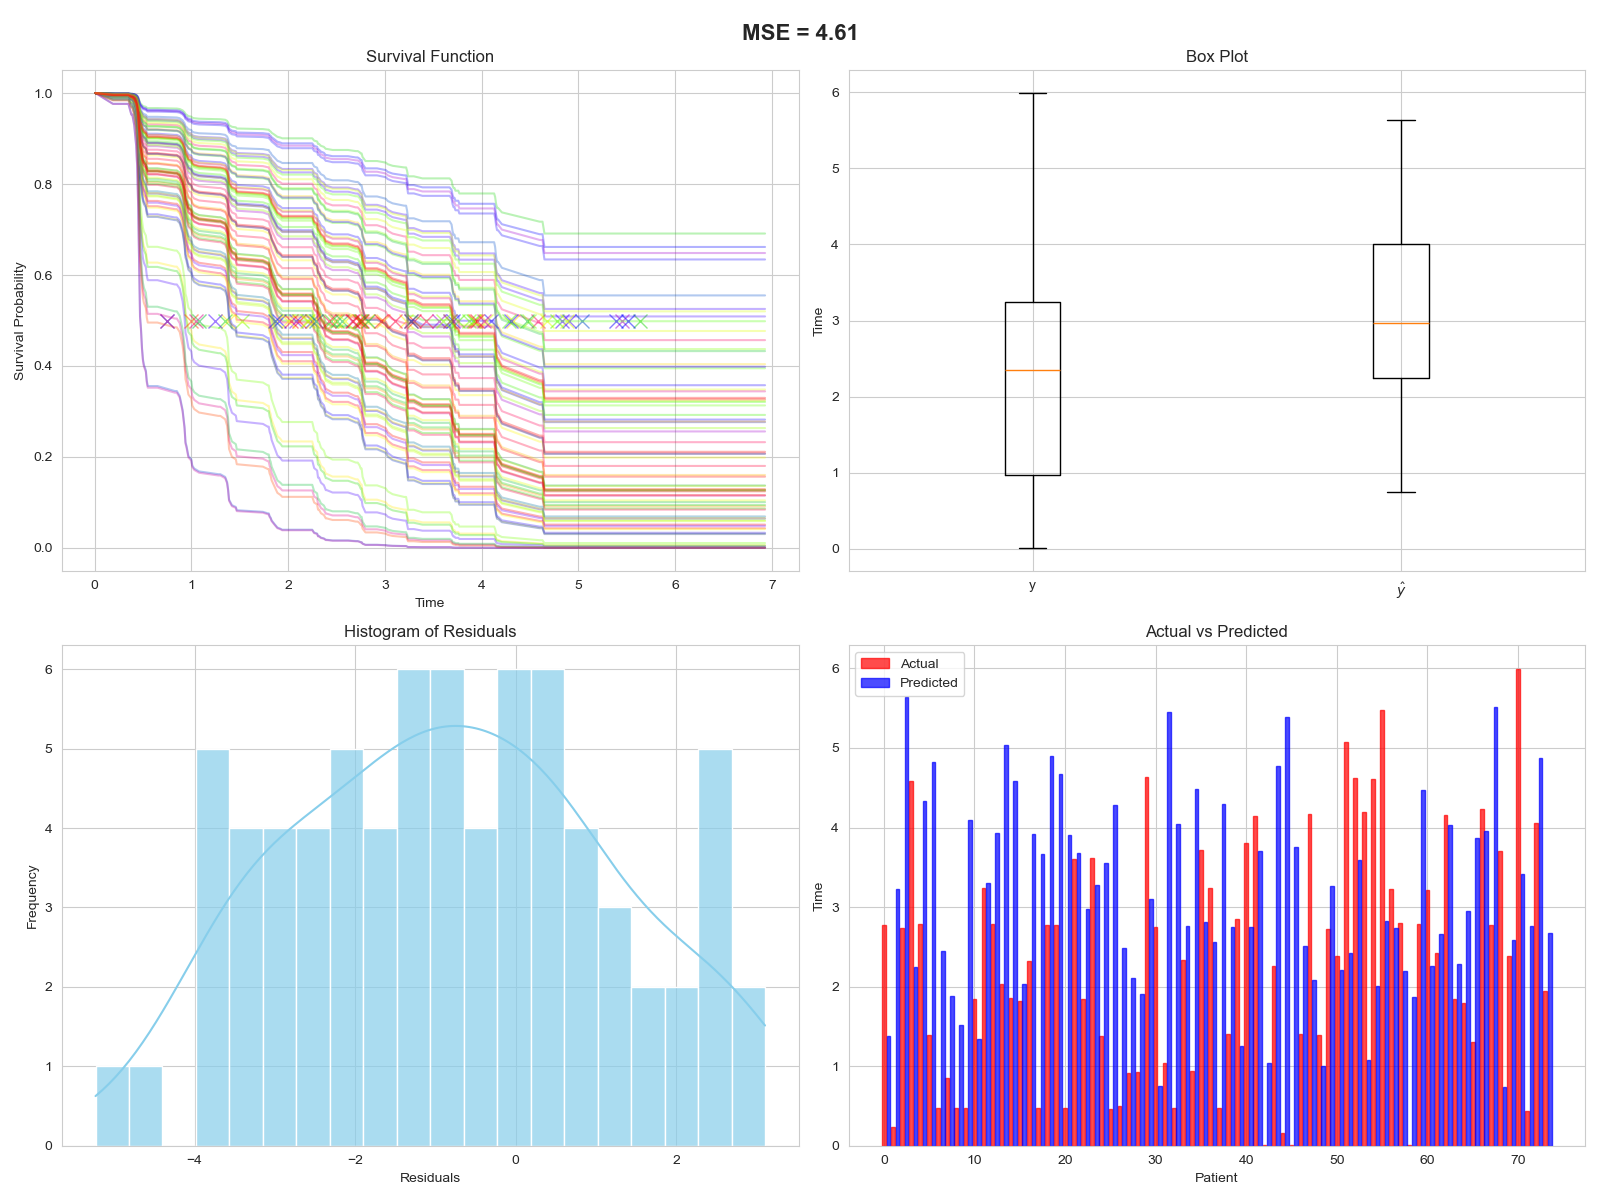 MSE = 4.61
Survival Function
Survival Probability
1.0
0.8
0.6
0.4
0.2
0.0
0 1 2 3 4 5 6 7
Time
Box Plot
Time
6
5
4
3
2
1
0
y ŷ
Histogram of Residuals
Frequency
6
5
4
3
2
1
0
−4 −2 0 2
Residuals
Actual vs Predicted
Actual
Predicted
Time
6
5
4
3
2
1
0
0 10 20 30 40 50 60 70
Patient